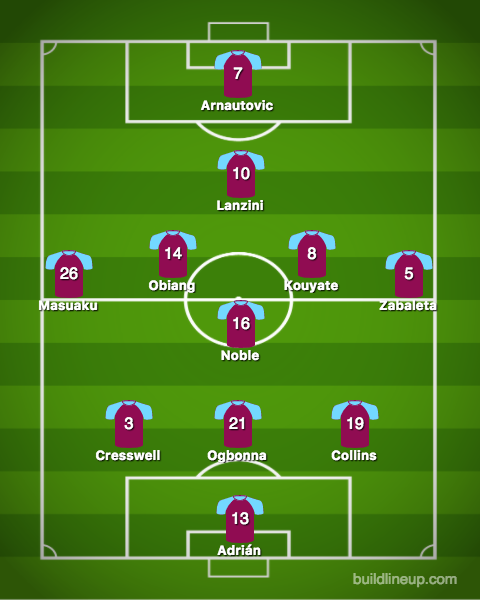 7
Arnautovic
10
Lanzini
14
Obiang
8
Kouyate
26
Masuaku
5
Zabaleta
16
Noble
3
Cresswell
21
Ogbonna
19
Collins
13
Adrián
buildlineup.com